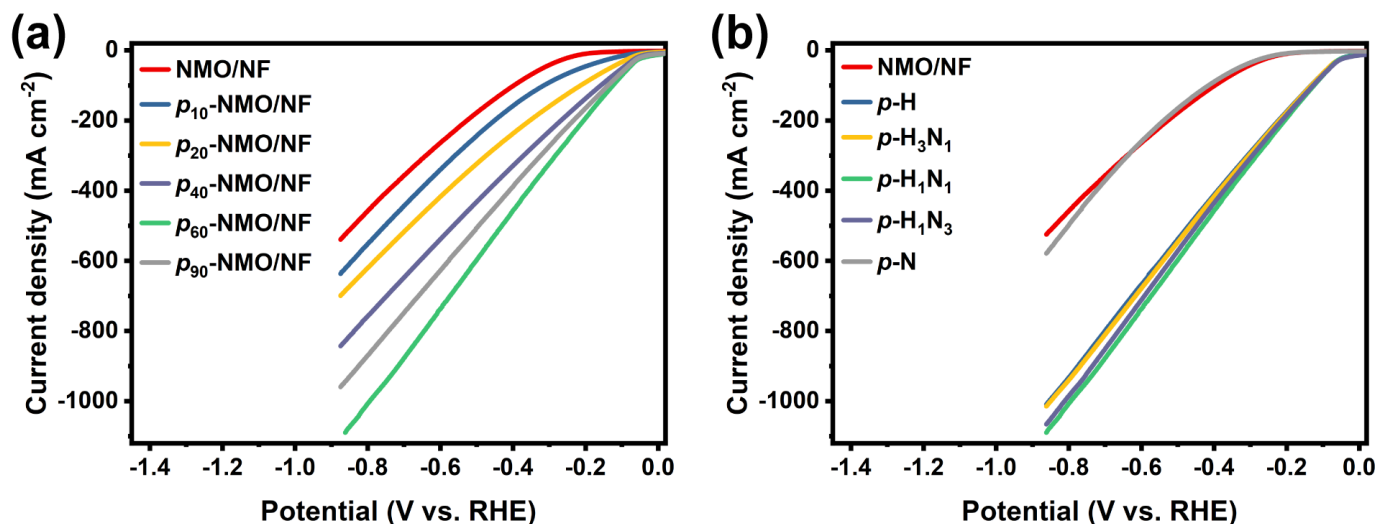 (a)
0
-200
-400
-600
-800
-1000
Current density (mA cm⁻²)
NMO/NF
p₁₀-NMO/NF
p₂₀-NMO/NF
p₄₀-NMO/NF
p₆₀-NMO/NF
p₉₀-NMO/NF
-1.4 -1.2 -1.0 -0.8 -0.6 -0.4 -0.2 0.0
Potential (V vs. RHE)
(b)
0
-200
-400
-600
-800
-1000
Current density (mA cm⁻²)
NMO/NF
p-H
p-H₃N₁
p-H₁N₁
p-H₁N₃
p-N
-1.4 -1.2 -1.0 -0.8 -0.6 -0.4 -0.2 0.0
Potential (V vs. RHE)